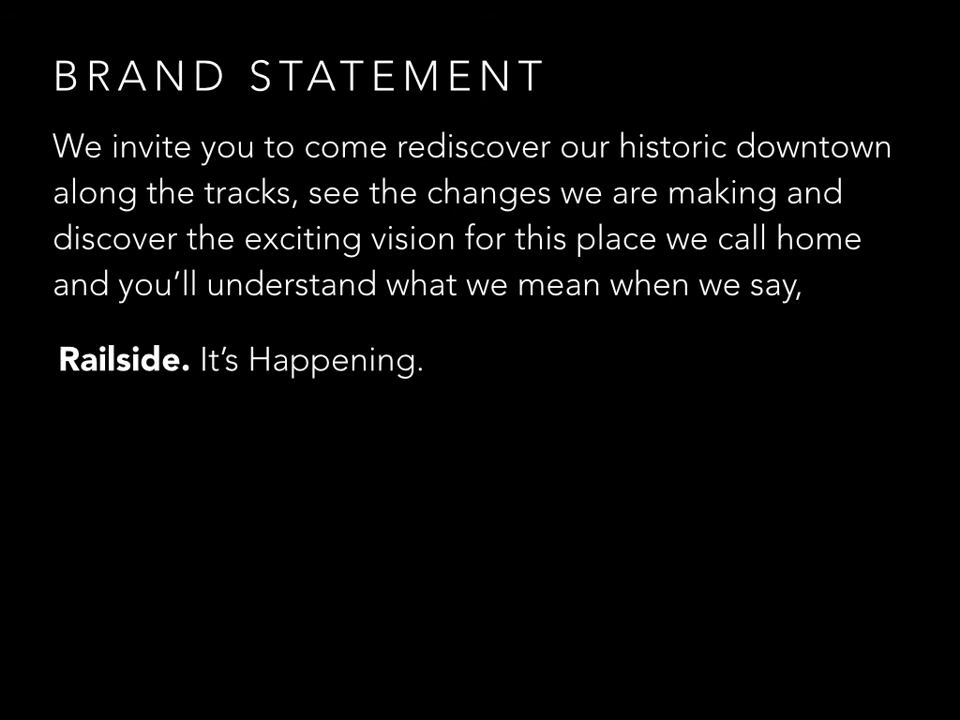 BRAND STATEMENT
We invite you to come rediscover our historic downtown
along the tracks, see the changes we are making and
discover the exciting vision for this place we call home
and you’ll understand what we mean when we say,
Railside. It’s Happening.